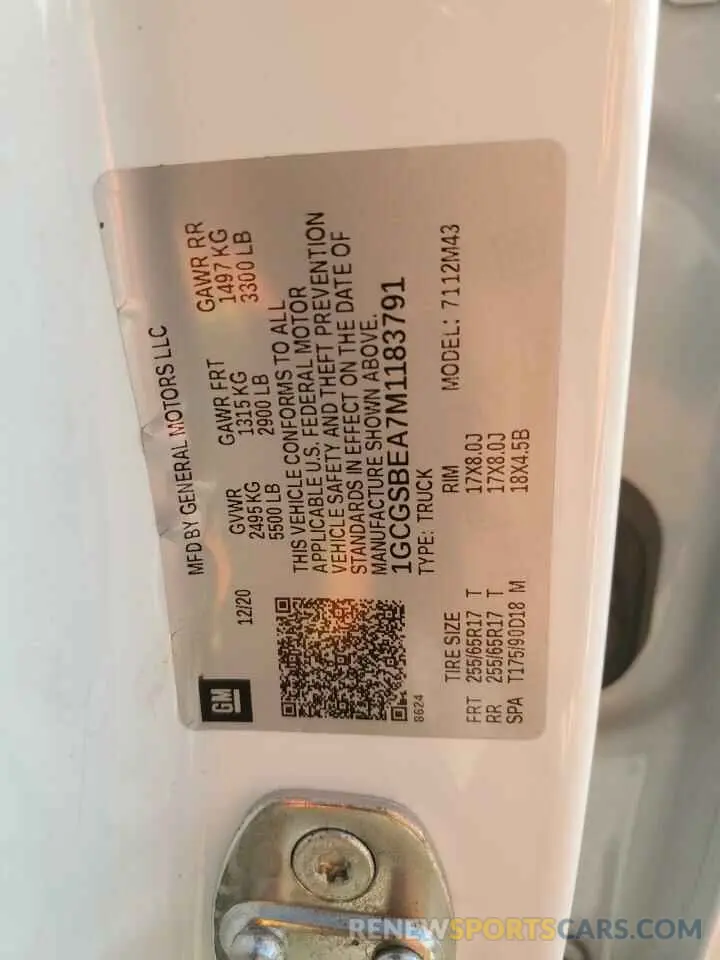 GM
MFD BY GENERAL MOTORS LLC
12/20
GVWR GAWR FRT GAWR RR
2495 KG 1315 KG 1497 KG
5500 LB 2900 LB 3300 LB
THIS VEHICLE CONFORMS TO ALL
APPLICABLE U.S. FEDERAL MOTOR
VEHICLE SAFETY AND THEFT PREVENTION
STANDARDS IN EFFECT ON THE DATE OF
MANUFACTURE SHOWN ABOVE.
1GCGSBEA7M1183791
8624
TYPE: TRUCK
TIRE SIZE RIM MODEL: 7112M43
FRT 255/65R17 T 17X8.0J
RR 255/65R17 T 17X8.0J
SPA T175/90D18 M 18X4.5B
RENEWSPORTSCARS.COM